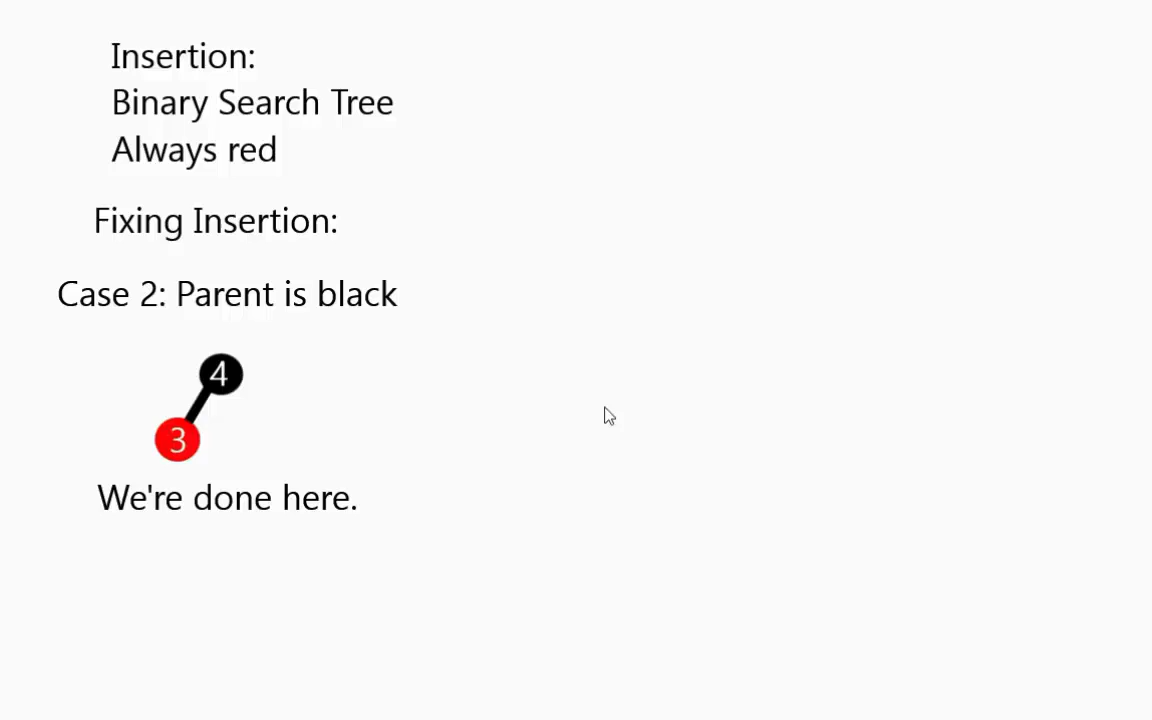 Insertion:
Binary Search Tree
Always red
Fixing Insertion:
Case 2: Parent is black
4
3
We're done here.